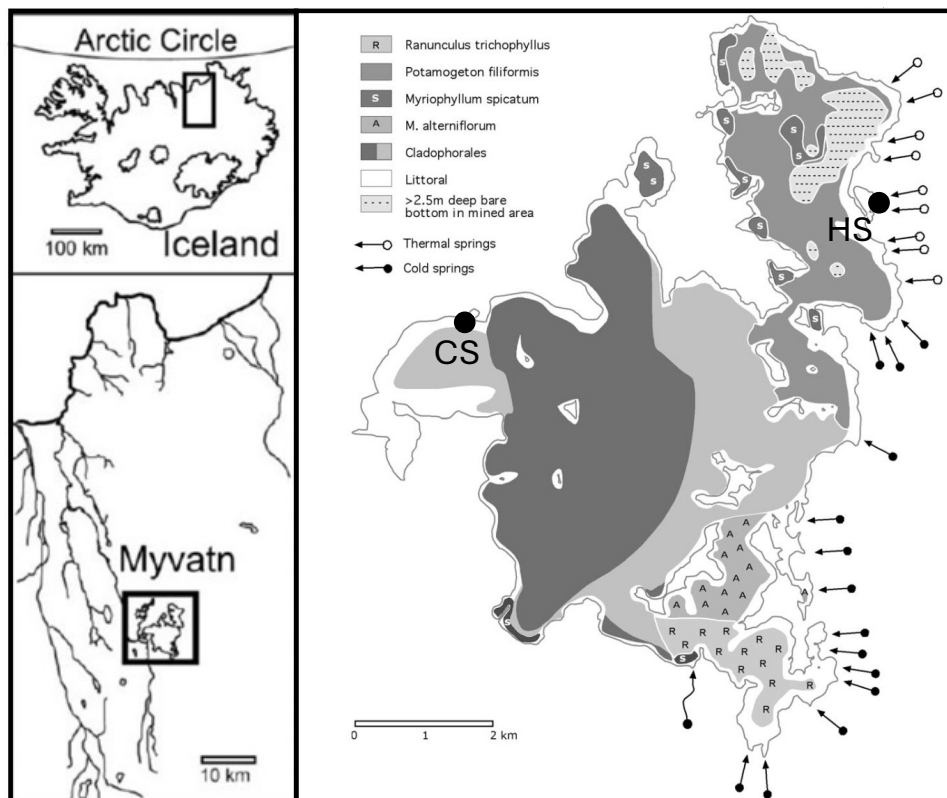 Arctic Circle
100 km
Iceland
Myvatn
10 km
R Ranunculus trichophyllus
Potamogeton filiformis
S Myriophyllum spicatum
A M. alterniflorum
Cladophorales
Littoral
>2.5m deep bare
bottom in mined area
Thermal springs
Cold springs
HS
CS
0 1 2 km
S
S
S
S
S
S
S
S
S
S
S
S
S
A
A
A
A
A
A
A
A
A
A
A
A
A
A
R
R
R
R
R
R
R
R
R
R
R
R